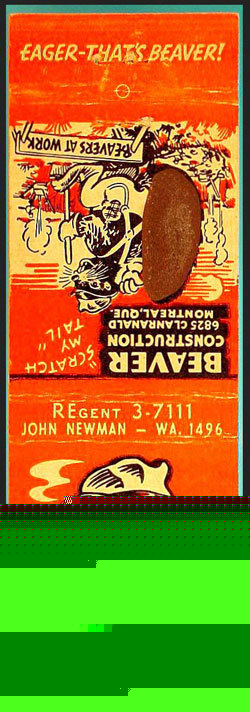 EAGER-THAT'S BEAVER!
BEAVERS AT WORK
"SCRATCH
MY
TAIL"
BEAVER
CONSTRUCTION
6825 CLANRANALD
MONTREAL, QUE
REGENT 3-7111
JOHN NEWMAN - WA. 1496